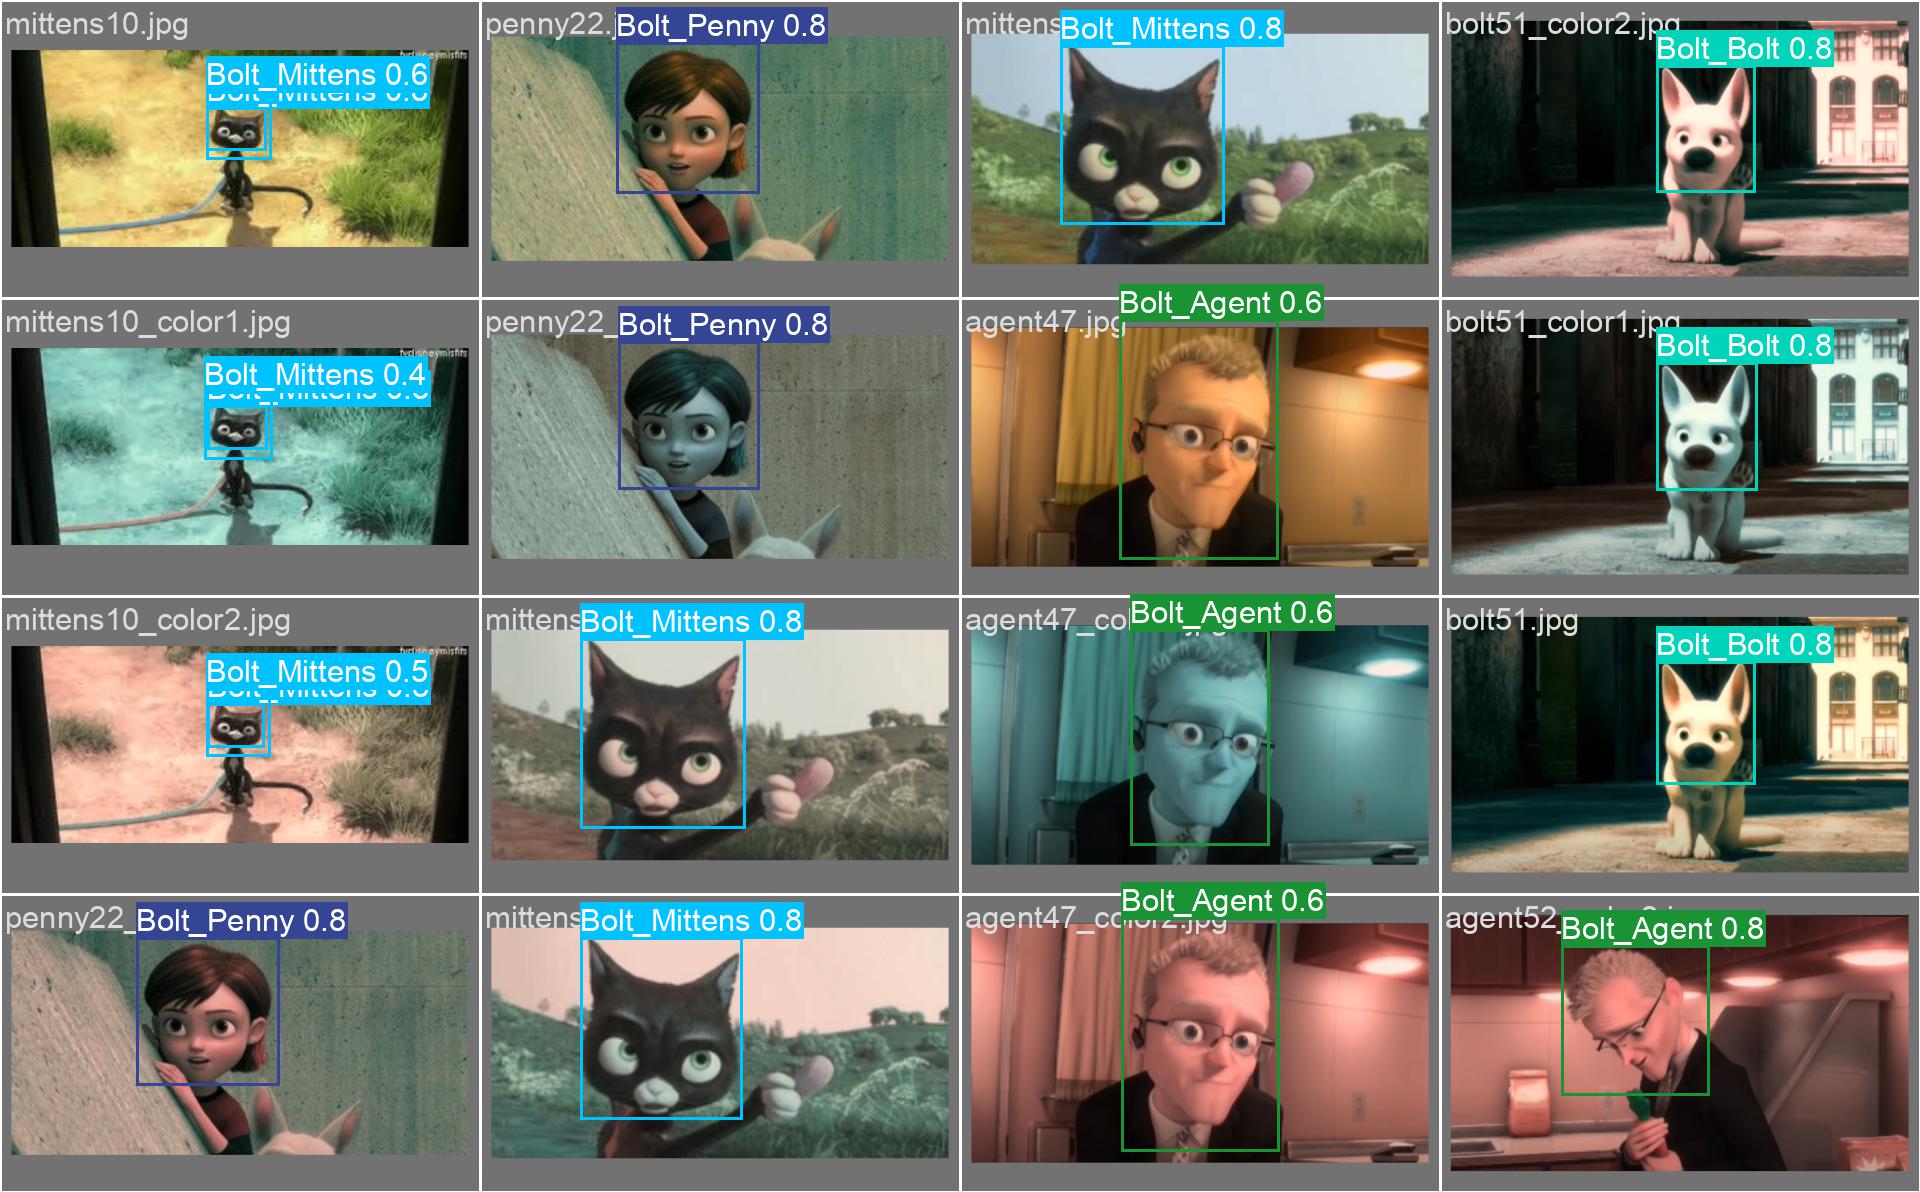 mittens10.jpg
Bolt_Mittens 0.6
penny22.j
Bolt_Penny 0.8
mittens
Bolt_Mittens 0.8
bolt51_color2.jpg
Bolt_Bolt 0.8
mittens10_color1.jpg
Bolt_Mittens 0.4
penny22_
Bolt_Penny 0.8
agent47.jpg
Bolt_Agent 0.6
bolt51_color1.jpg
Bolt_Bolt 0.8
mittens10_color2.jpg
Bolt_Mittens 0.5
mittens
Bolt_Mittens 0.8
agent47_co
Bolt_Agent 0.6
bolt51.jpg
Bolt_Bolt 0.8
penny22_
Bolt_Penny 0.8
mittens
Bolt_Mittens 0.8
agent47_color2.jpg
Bolt_Agent 0.6
agent52_
Bolt_Agent 0.8